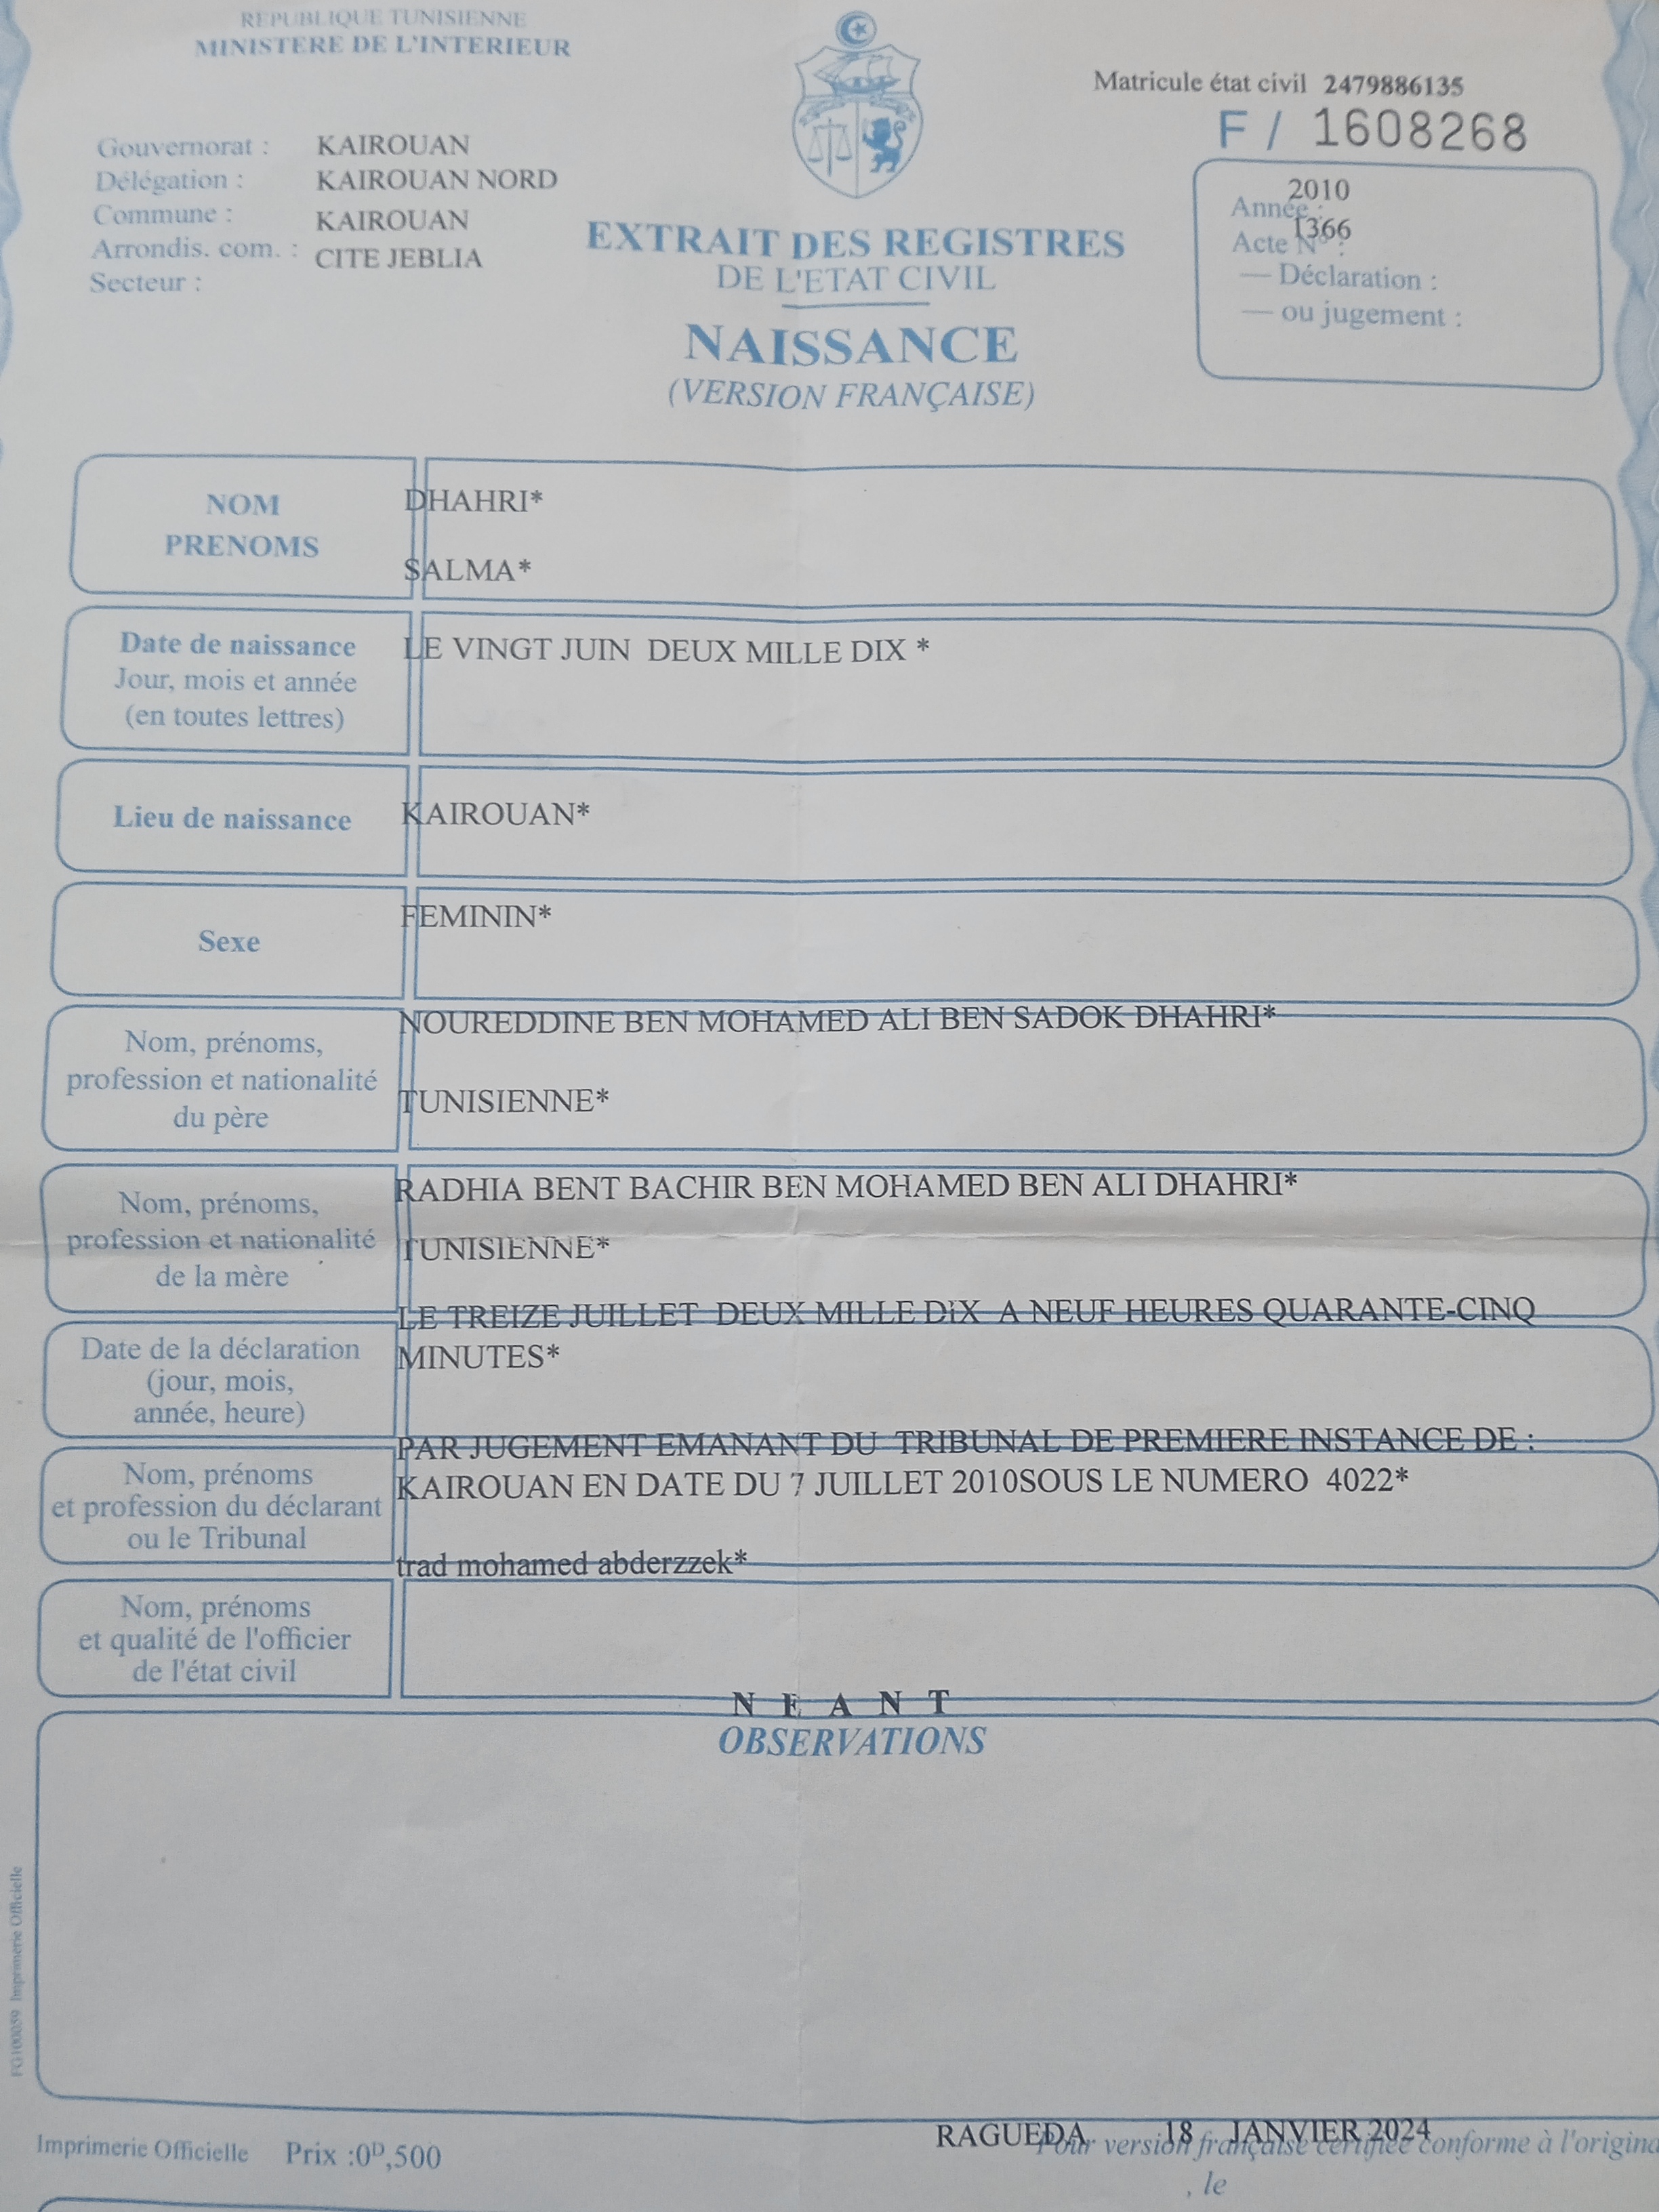 REPUBLIQUE TUNISIENNE
MINISTERE DE L'INTERIEUR
Matricule état civil 2479886135
F / 1608268
Gouvernorat : KAIROUAN
Délégation : KAIROUAN NORD
Commune : KAIROUAN
Arrondis. com. : CITE JEBLIA
Secteur :
2010
Année :
1366
Acte N° :
— Déclaration :
— ou jugement :
EXTRAIT DES REGISTRES
DE L'ETAT CIVIL
NAISSANCE
(VERSION FRANÇAISE)
NOM
PRENOMS
DHAHRI*
SALMA*
Date de naissance
Jour, mois et année
(en toutes lettres)
LE VINGT JUIN DEUX MILLE DIX *
Lieu de naissance
KAIROUAN*
Sexe
FEMININ*
Nom, prénoms,
profession et nationalité
du père
NOUREDDINE BEN MOHAMED ALI BEN SADOK DHAHRI*
TUNISIENNE*
Nom, prénoms,
profession et nationalité
de la mère
RADHIA BENT BACHIR BEN MOHAMED BEN ALI DHAHRI*
TUNISIENNE*
Date de la déclaration
(jour, mois,
année, heure)
LE TREIZE JUILLET DEUX MILLE DiX A NEUF HEURES QUARANTE-CINQ
MINUTES*
Nom, prénoms
et profession du déclarant
ou le Tribunal
PAR JUGEMENT EMANANT DU TRIBUNAL DE PREMIERE INSTANCE DE :
KAIROUAN EN DATE DU 7 JUILLET 2010SOUS LE NUMERO 4022*
trad mohamed abderzzek*
Nom, prénoms
et qualité de l'officier
de l'état civil
N E A N T
OBSERVATIONS
FG100059 Imprimerie Officielle
Imprimerie Officielle Prix :0D,500
RAGUEDA 18 JANVIER 2024
Pour version française certifiée conforme à l'origina
, le